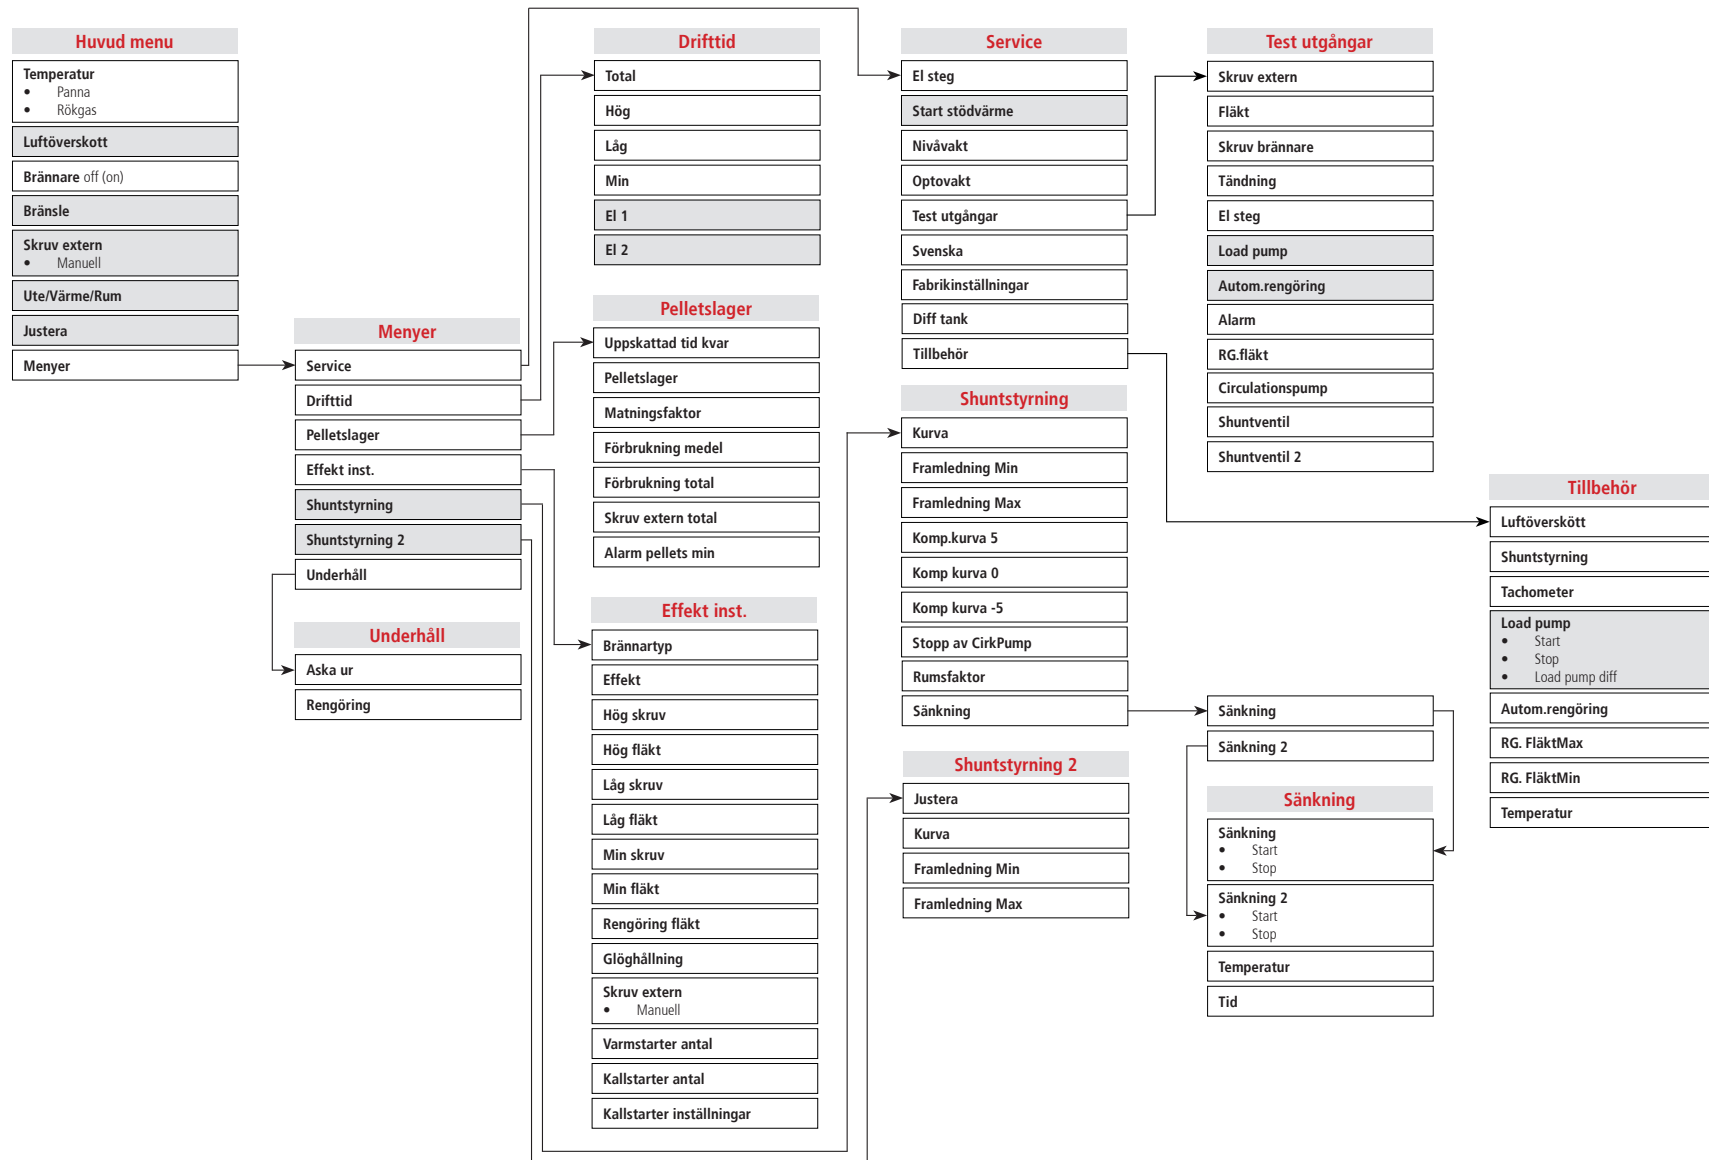 Huvud menu
Temperatur
• Panna
• Rökgas
Luftöverskott
Brännare off (on)
Bränsle
Skruv extern
• Manuell
Ute/Värme/Rum
Justera
Menyer
Menyer
Service
Drifttid
Pelletslager
Effekt inst.
Shuntstyrning
Shuntstyrning 2
Underhåll
Underhåll
Aska ur
Rengöring
Drifttid
Total
Hög
Låg
Min
El 1
El 2
Pelletslager
Uppskattad tid kvar
Pelletslager
Matningsfaktor
Förbrukning medel
Förbrukning total
Skruv extern total
Alarm pellets min
Effekt inst.
Brännartyp
Effekt
Hög skruv
Hög fläkt
Låg skruv
Låg fläkt
Min skruv
Min fläkt
Rengöring fläkt
Glöghållning
Skruv extern
• Manuell
Varmstarter antal
Kallstarter antal
Kallstarter inställningar
Service
El steg
Start stödvärme
Nivåvakt
Optovakt
Test utgångar
Svenska
Fabrikinställningar
Diff tank
Tillbehör
Shuntstyrning
Kurva
Framledning Min
Framledning Max
Komp.kurva 5
Komp kurva 0
Komp kurva -5
Stopp av CirkPump
Rumsfaktor
Sänkning
Shuntstyrning 2
Justera
Kurva
Framledning Min
Framledning Max
Test utgångar
Skruv extern
Fläkt
Skruv brännare
Tändning
El steg
Load pump
Autom.rengöring
Alarm
RG.fläkt
Circulationspump
Shuntventil
Shuntventil 2
Sänkning
Sänkning 2
Sänkning
Sänkning
• Start
• Stop
Sänkning 2
• Start
• Stop
Temperatur
Tid
Tillbehör
Luftöverskött
Shuntstyrning
Tachometer
Load pump
• Start
• Stop
• Load pump diff
Autom.rengöring
RG. FläktMax
RG. FläktMin
Temperatur